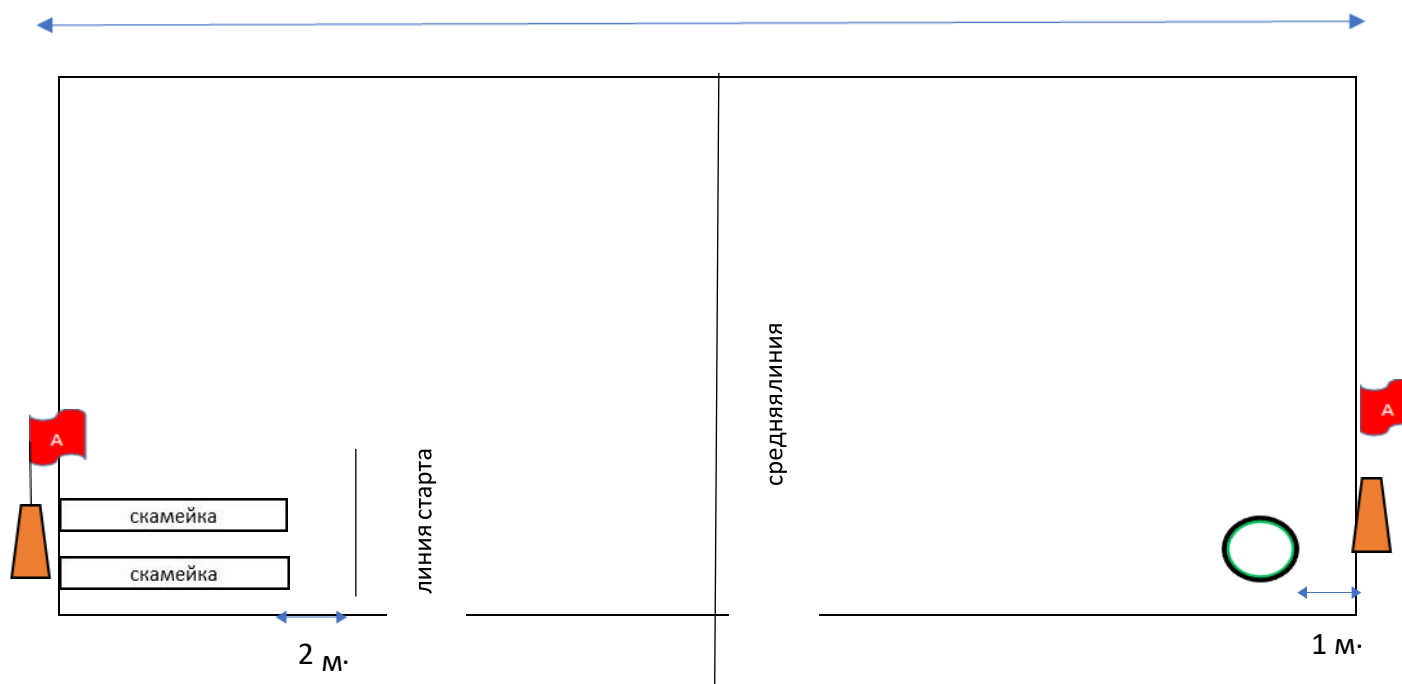 А
А
скамейка
скамейка
линия старта
средняялиния
2 м.
1 м.